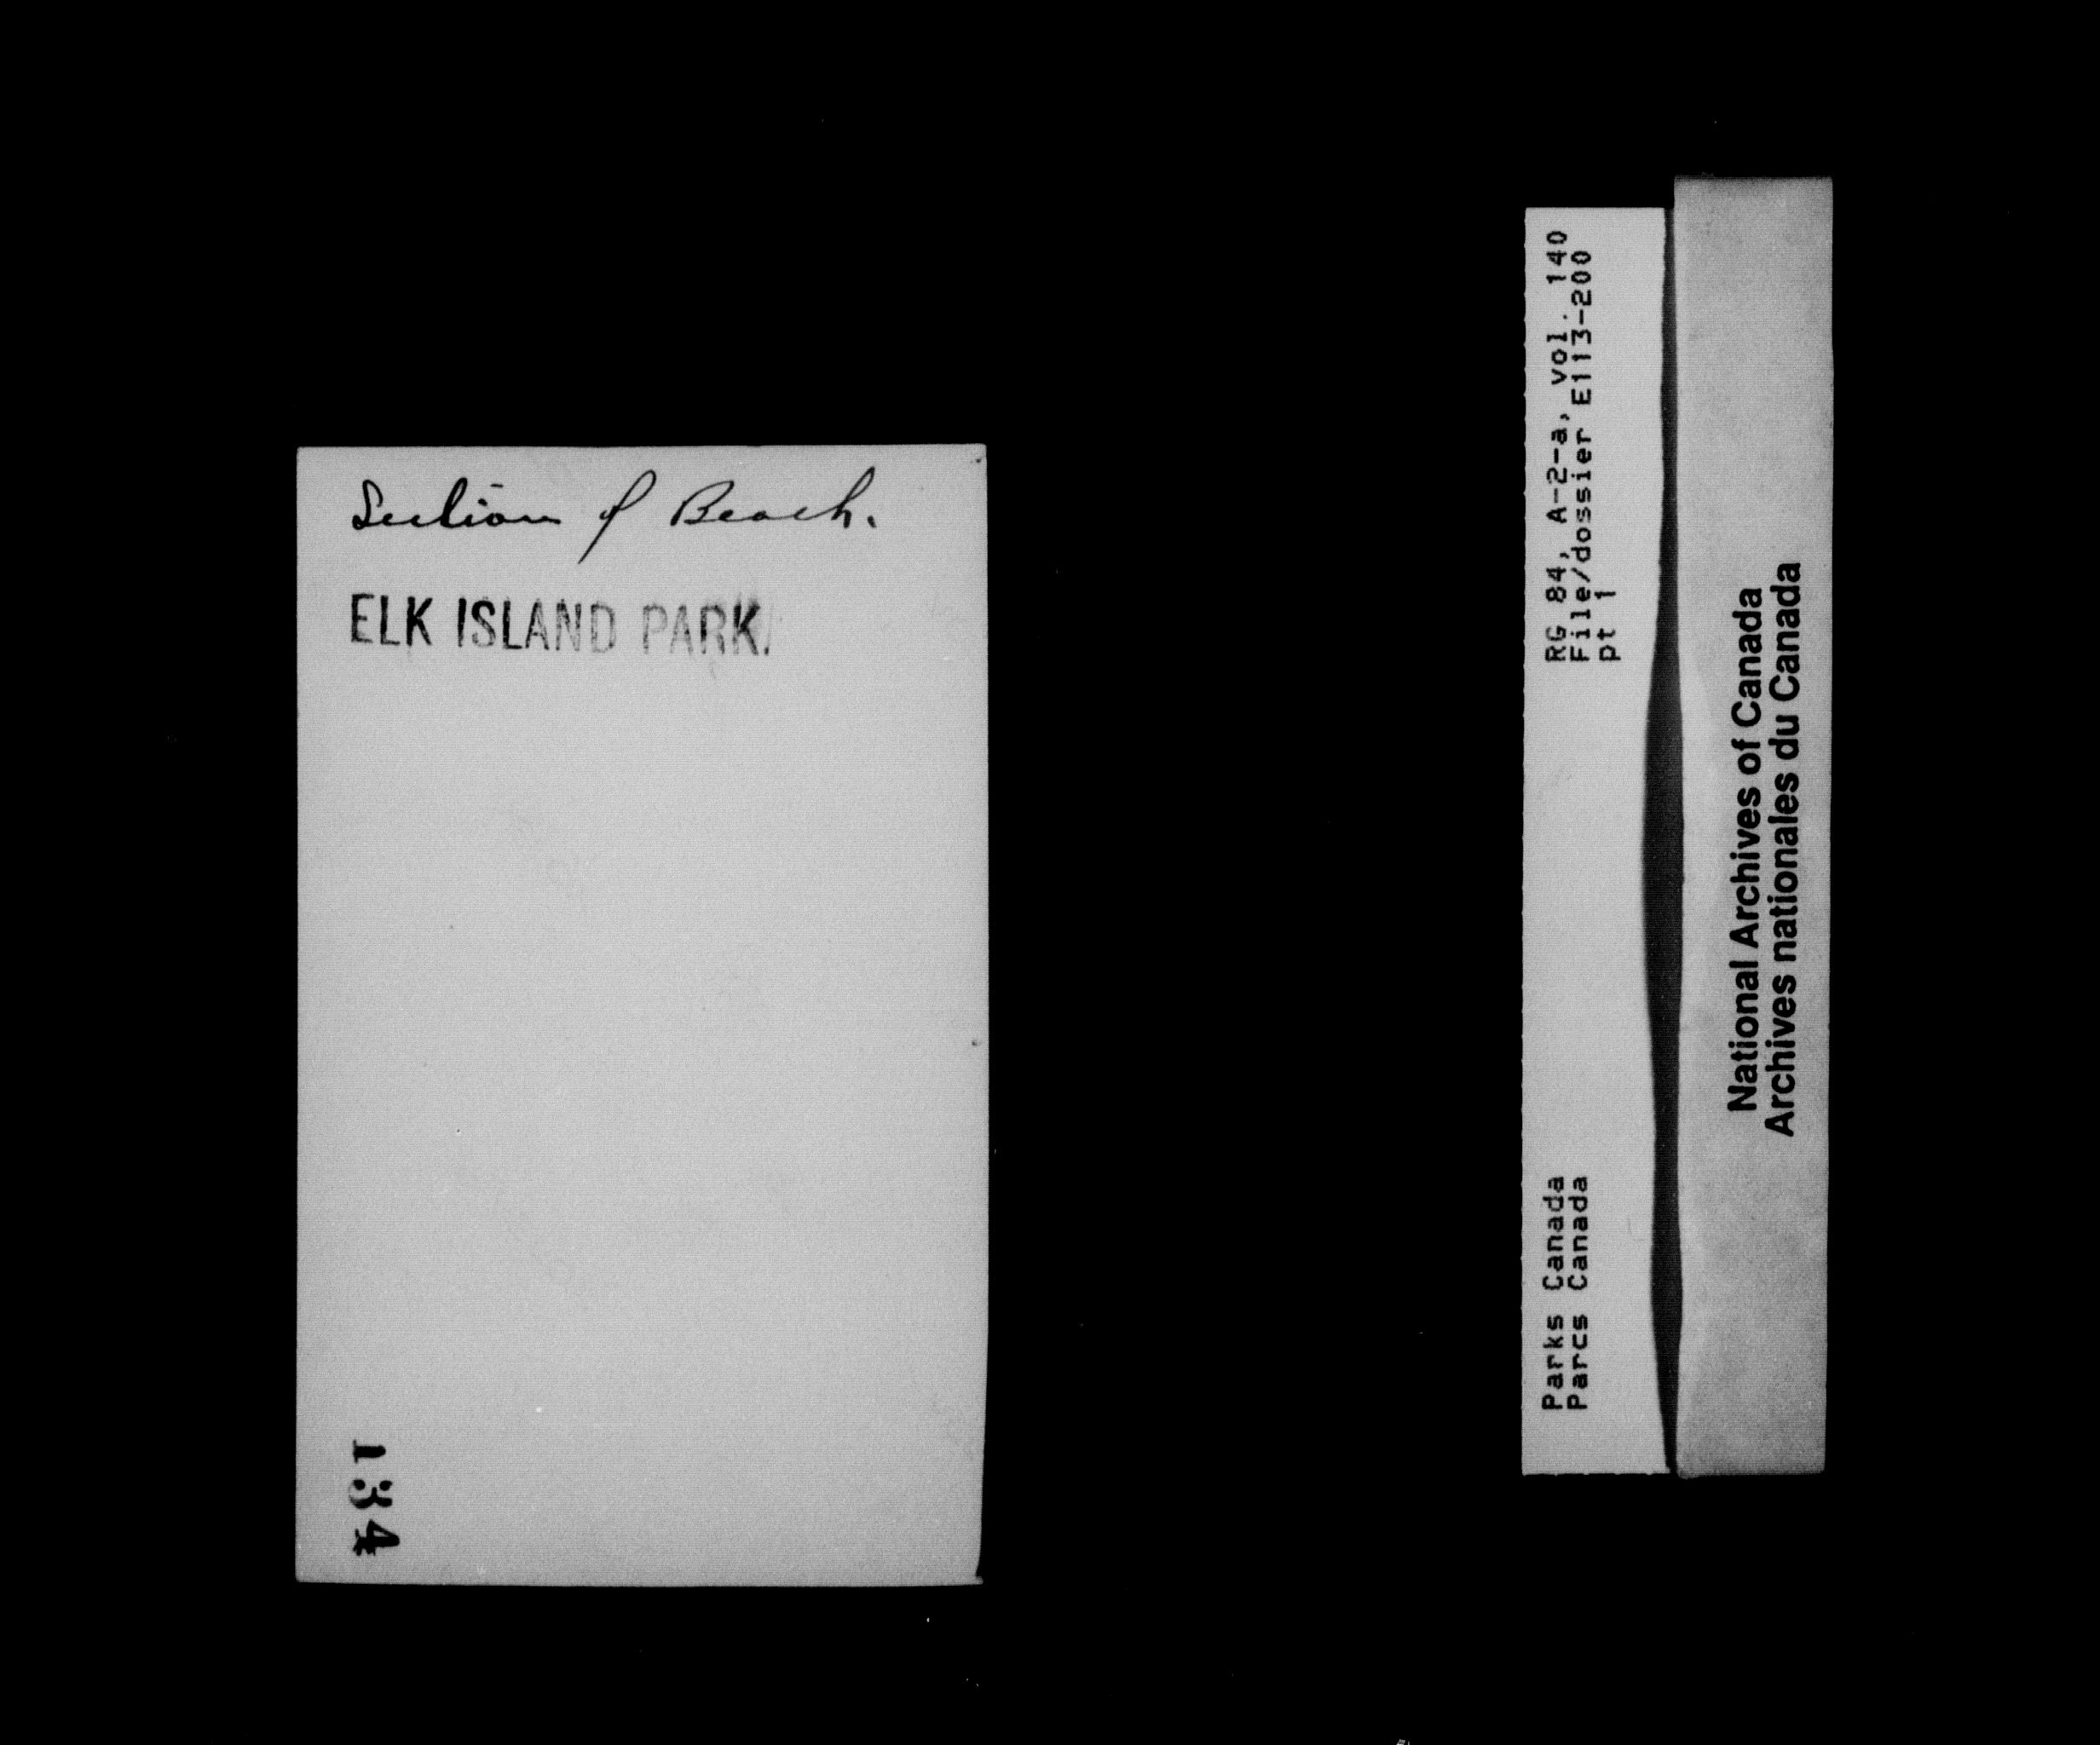 Section of Beach.
ELK ISLAND PARK.
134
RG 84, A-2-a, vol. 140
File/dossier E113-200
pt 1
Parks Canada
Parcs Canada
National Archives of Canada
Archives nationales du Canada